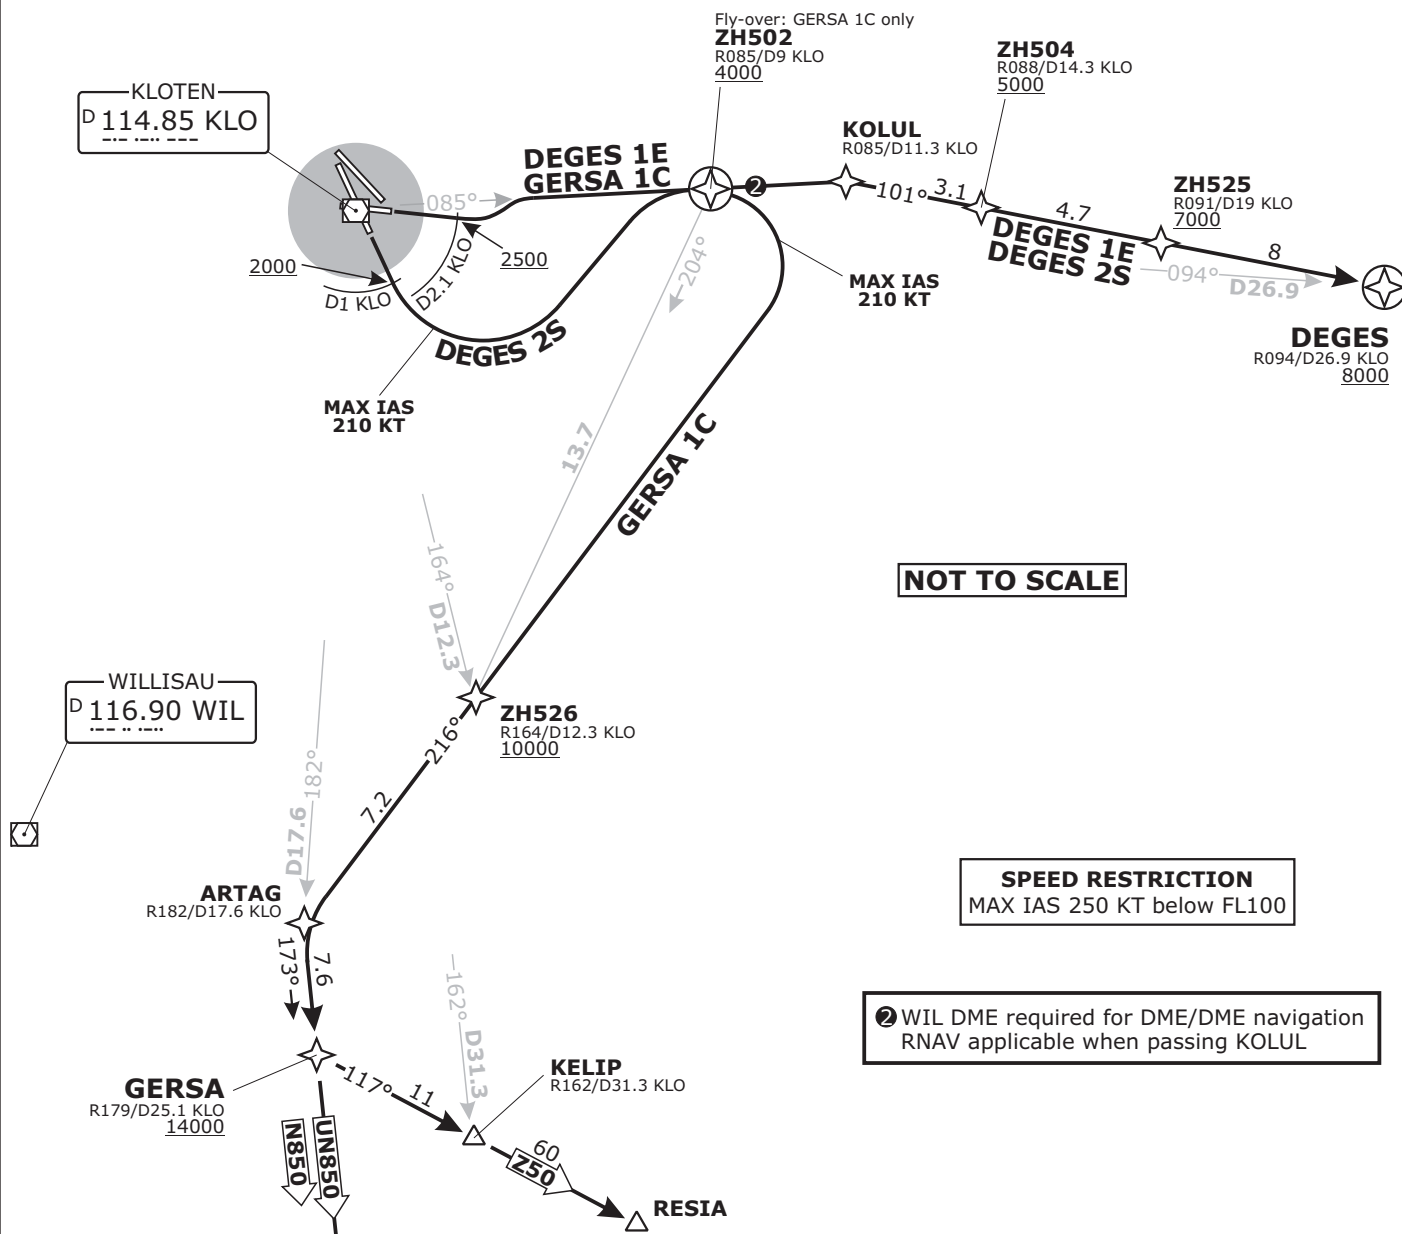 Fly-over: GERSA 1C only
ZH502
R085/D9 KLO
4000
ZH504
R088/D14.3 KLO
5000
KLOTEN
D 114.85 KLO
KOLUL
R085/D11.3 KLO
DEGES 1E
GERSA 1C
085°
2
101°
3.1
ZH525
R091/D19 KLO
7000
4.7
DEGES 1E
DEGES 2S
8
094°
D26.9
2500
2000
D1 KLO
D2.1 KLO
204°
MAX IAS
210 KT
DEGES 2S
DEGES
R094/D26.9 KLO
8000
MAX IAS
210 KT
13.7
GERSA 1C
164°
D12.3
NOT TO SCALE
WILLISAU
D 116.90 WIL
ZH526
R164/D12.3 KLO
10000
216°
7.2
182°
D17.6
ARTAG
R182/D17.6 KLO
SPEED RESTRICTION
MAX IAS 250 KT below FL100
173°
7.6
162°
D31.3
2 WIL DME required for DME/DME navigation
RNAV applicable when passing KOLUL
GERSA
R179/D25.1 KLO
14000
117°
11
KELIP
R162/D31.3 KLO
N850
UN850
60
Z50
RESIA